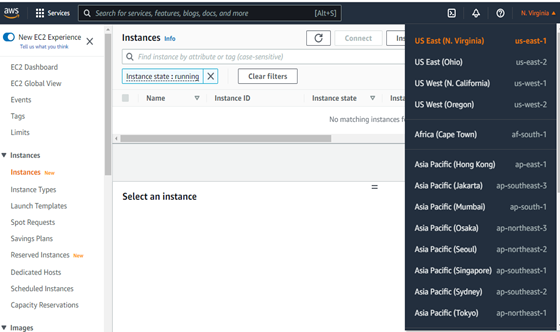 aws
Services
Search for services, features, blogs, docs, and more
[Alt+S]
N. Virginia
New EC2 Experience
Tell us what you think
EC2 Dashboard
EC2 Global View
Events
Tags
Limits
Instances
Instances New
Instance Types
Launch Templates
Spot Requests
Savings Plans
Reserved Instances New
Dedicated Hosts
Scheduled Instances
Capacity Reservations
Images
Instances Info
Connect
Find instance by attribute or tag (case-sensitive)
Instance state : running
Clear filters
Name
Instance ID
Instance state
No matching instances
Select an instance
US East (N. Virginia) us-east-1
US East (Ohio) us-east-2
US West (N. California) us-west-1
US West (Oregon) us-west-2
Africa (Cape Town) af-south-1
Asia Pacific (Hong Kong) ap-east-1
Asia Pacific (Jakarta) ap-southeast-3
Asia Pacific (Mumbai) ap-south-1
Asia Pacific (Osaka) ap-northeast-3
Asia Pacific (Seoul) ap-northeast-2
Asia Pacific (Singapore) ap-southeast-1
Asia Pacific (Sydney) ap-southeast-2
Asia Pacific (Tokyo) ap-northeast-1